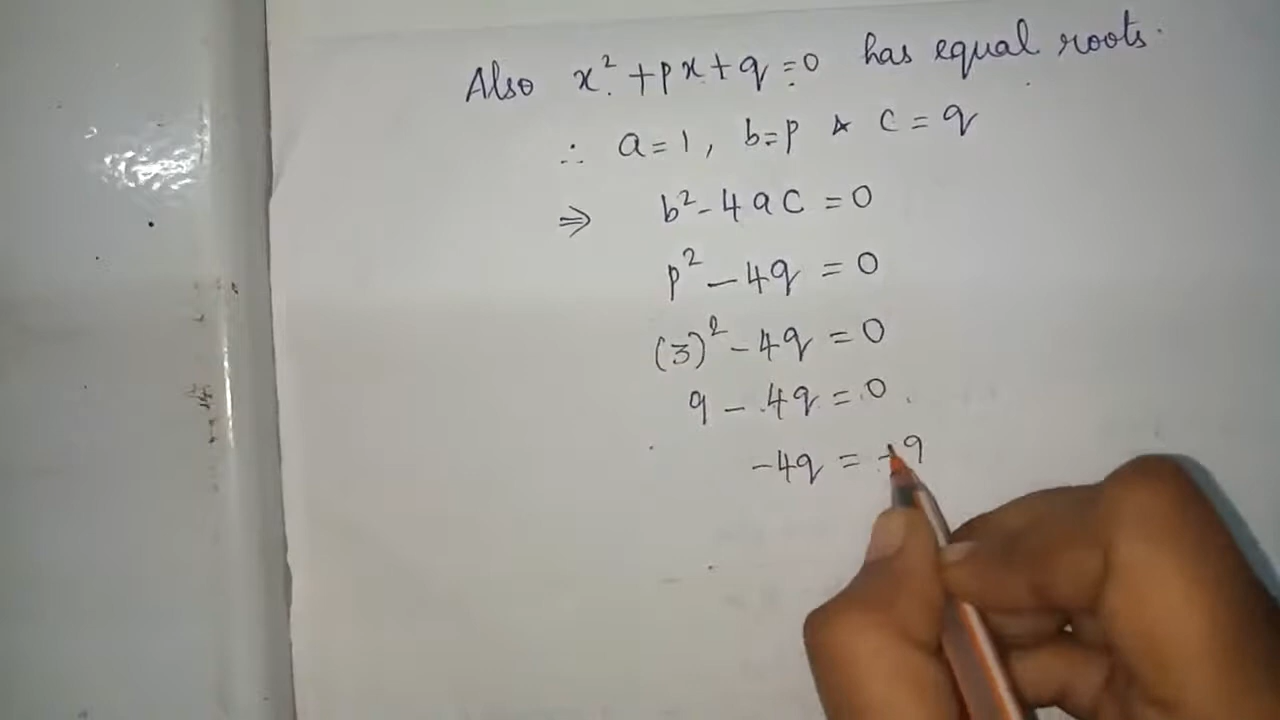 Also x² + px + q = 0 has equal roots.
∴ a = 1, b = p & c = q
⇒ b² - 4ac = 0
p² - 4q = 0
(3)² - 4q = 0
9 - 4q = 0
-4q = -9